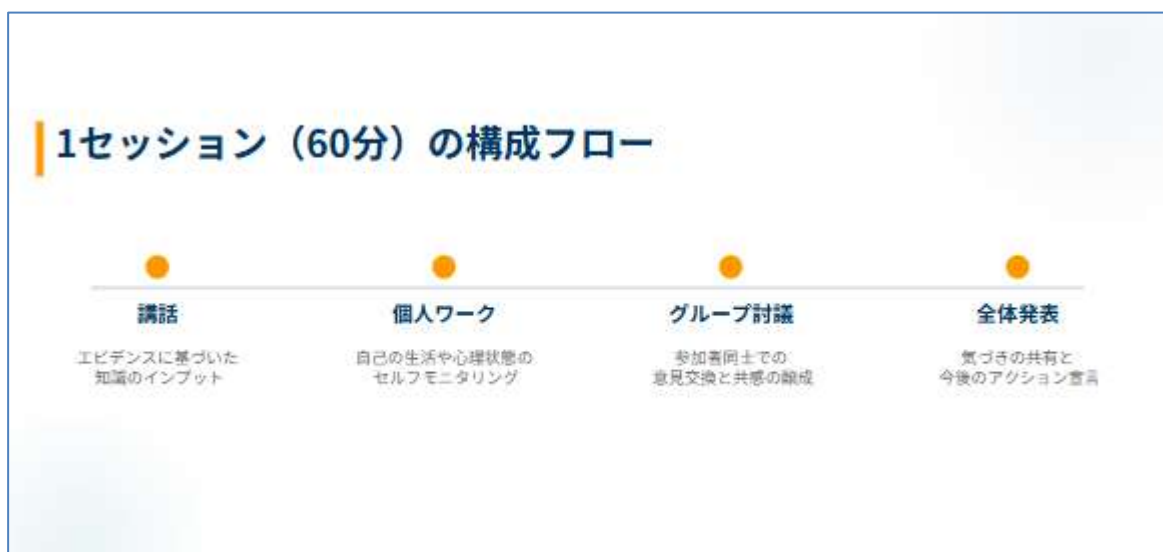 1セッション（60分）の構成フロー
講話
エビデンスに基づいた
知識のインプット
個人ワーク
自己の生活や心理状態の
セルフモニタリング
グループ討議
参加者同士での
意見交換と共感の醸成
全体発表
気づきの共有と
今後のアクション宣言